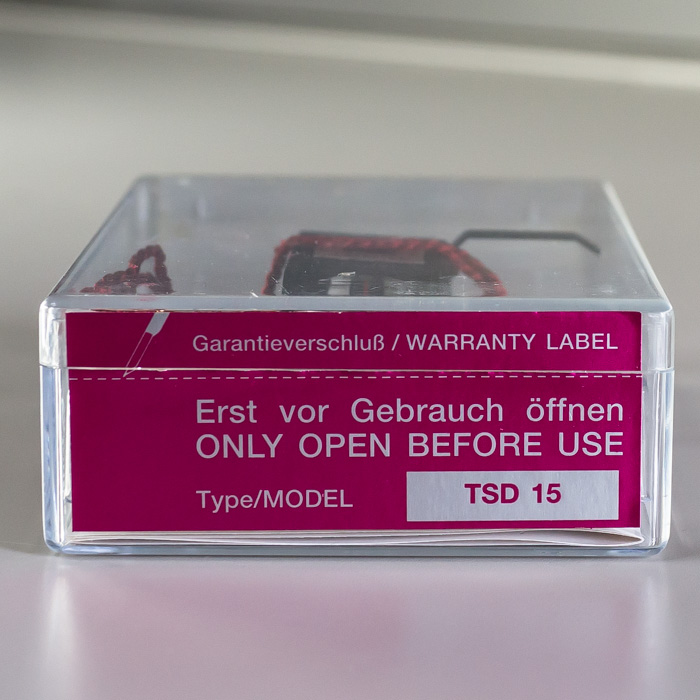 Garantieverschluß / WARRANTY LABEL
Erst vor Gebrauch öffnen
ONLY OPEN BEFORE USE
Type/MODEL TSD 15